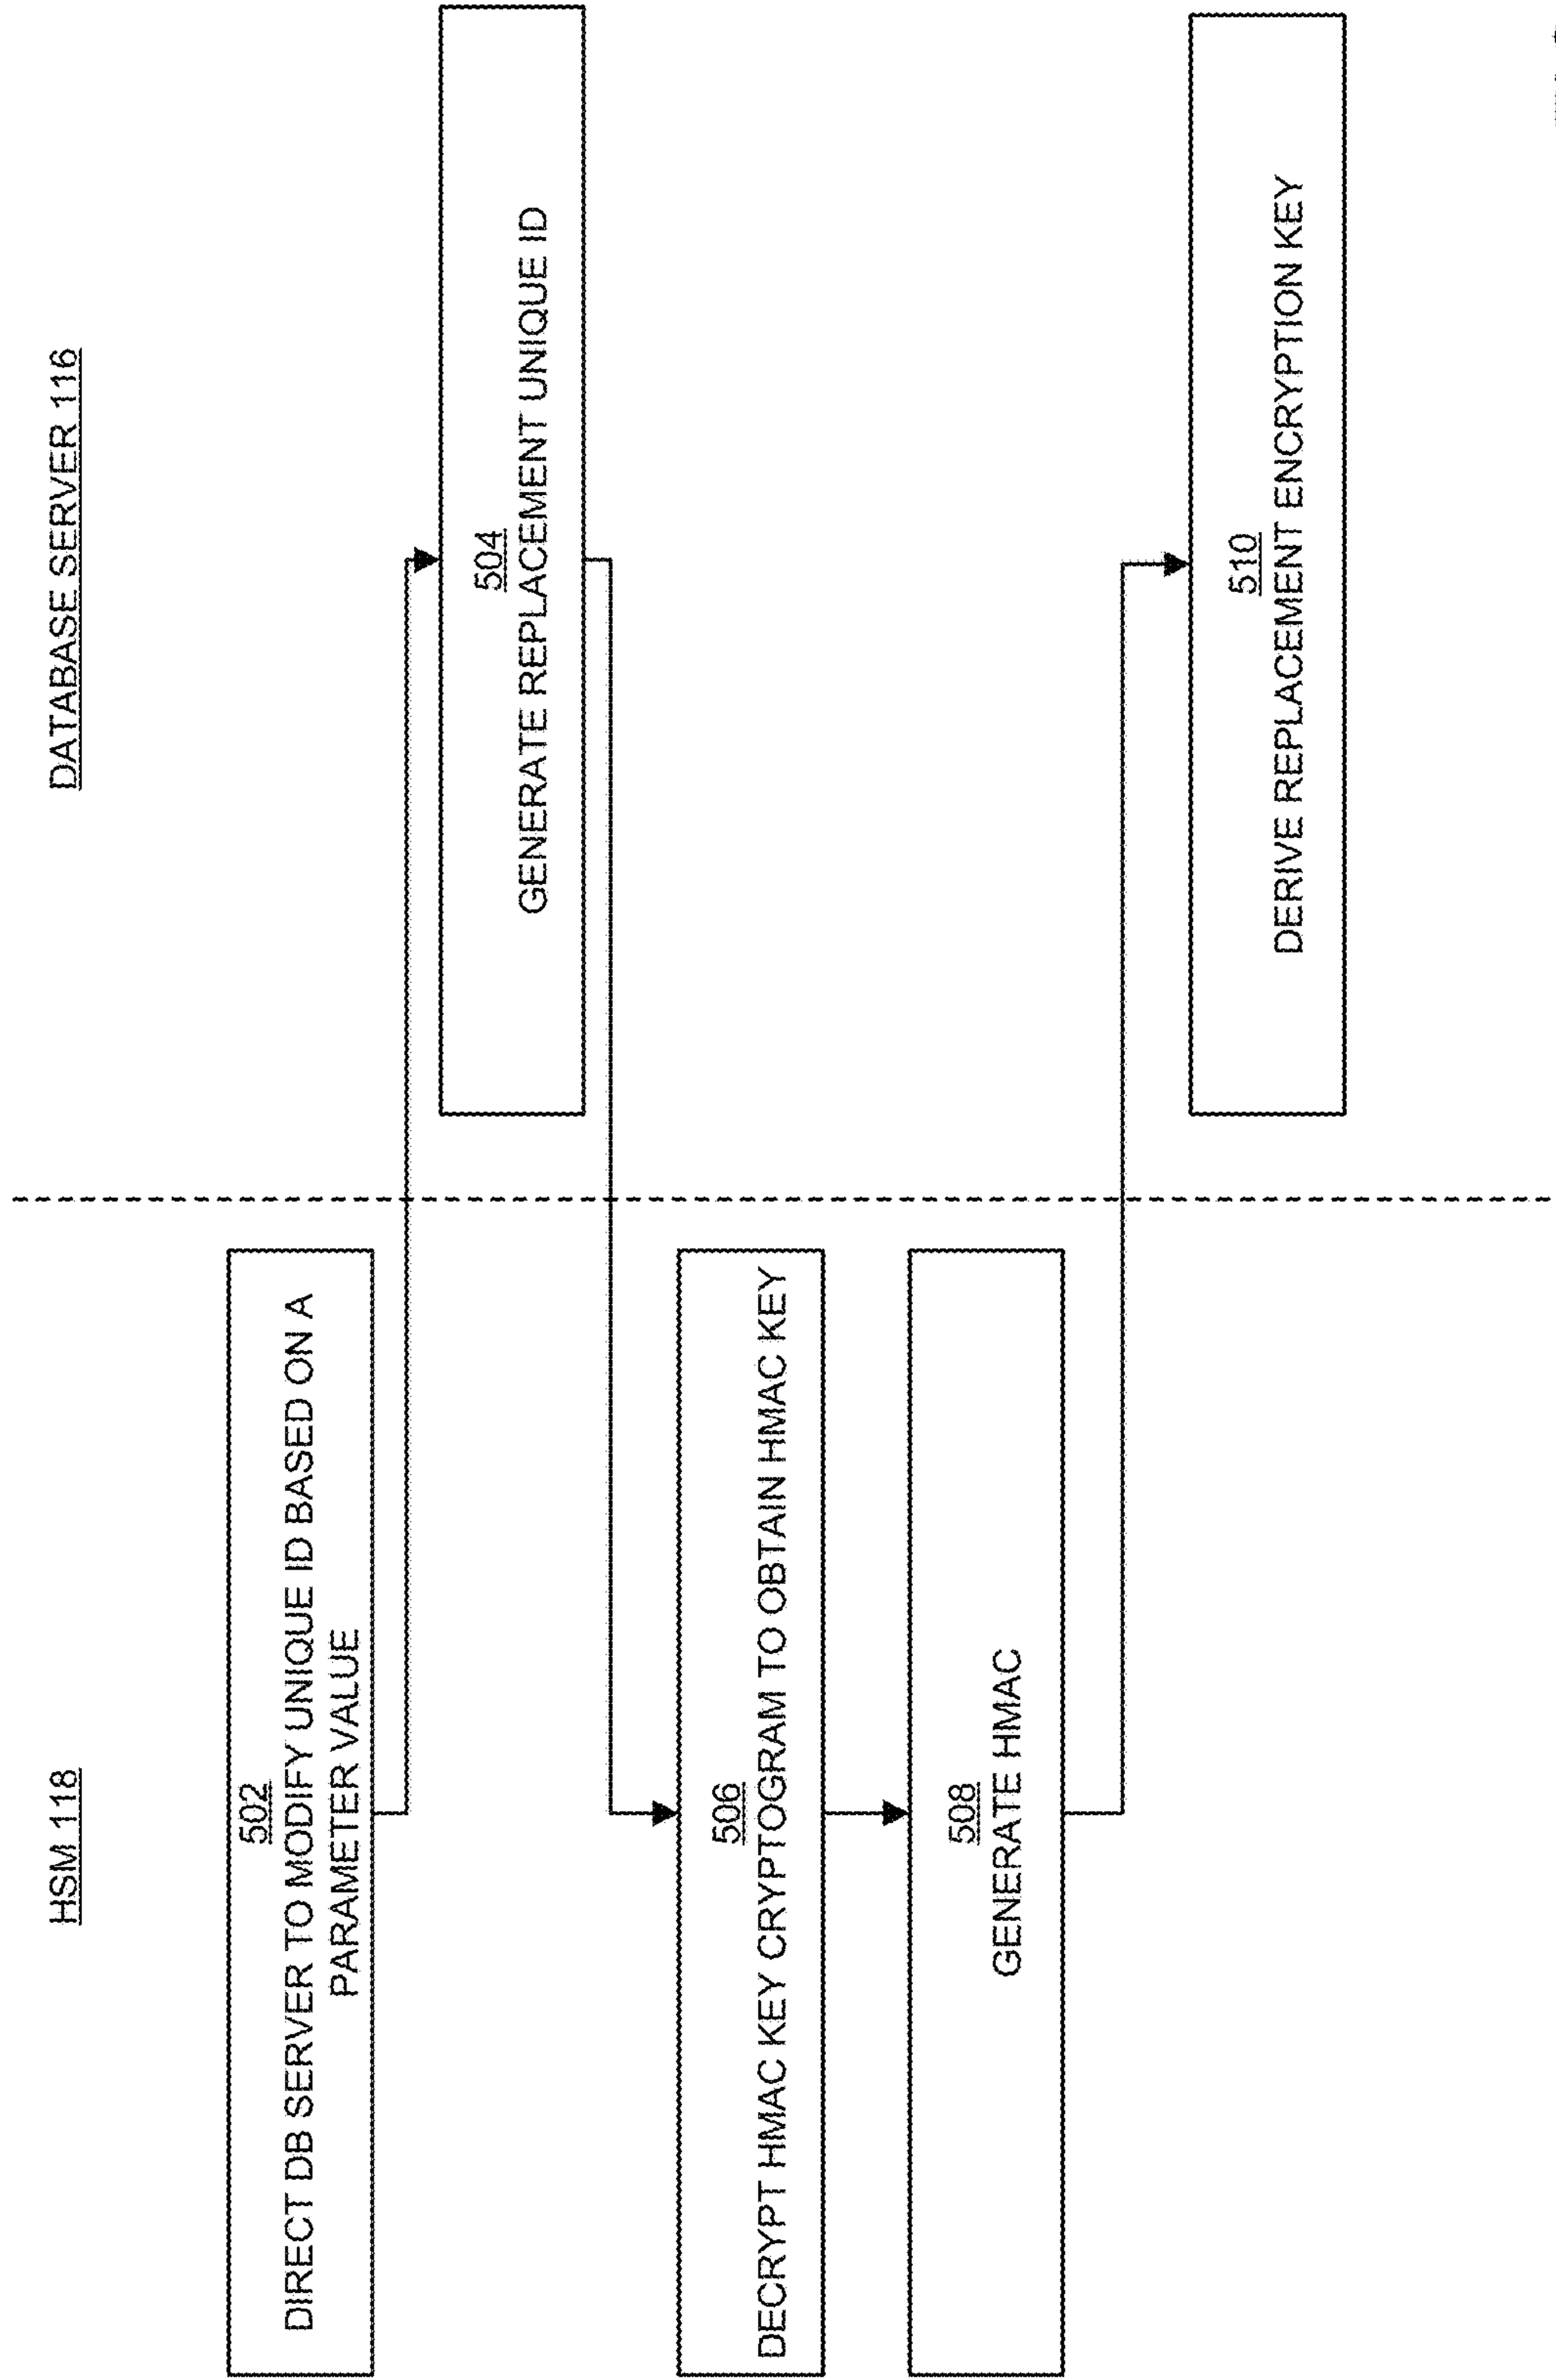 HSM 118
DATABASE SERVER 116
502
DIRECT DB SERVER TO MODIFY UNIQUE ID BASED ON A
PARAMETER VALUE
504
GENERATE REPLACEMENT UNIQUE ID
506
DECRYPT HMAC KEY CRYPTOGRAM TO OBTAIN HMAC KEY
508
GENERATE HMAC
510
DERIVE REPLACEMENT ENCRYPTION KEY